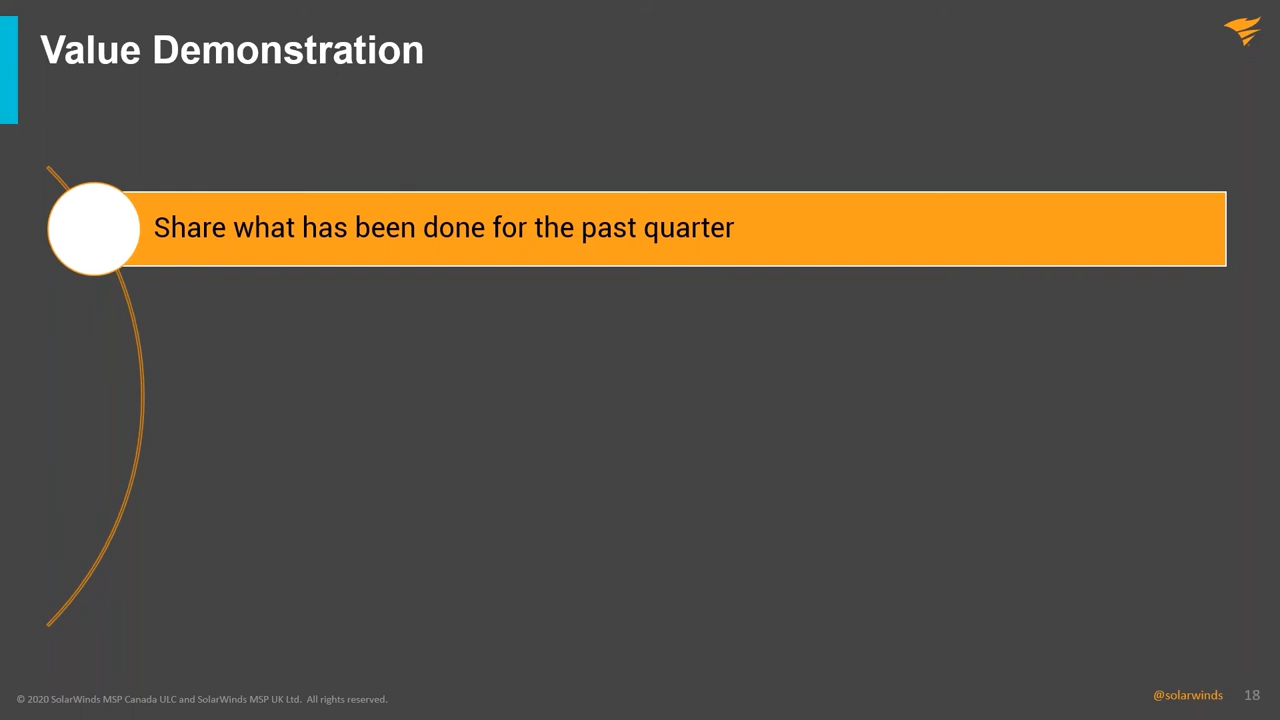 Value Demonstration
Share what has been done for the past quarter
© 2020 SolarWinds MSP Canada ULC and SolarWinds MSP UK Ltd. All rights reserved.
@solarwinds 18